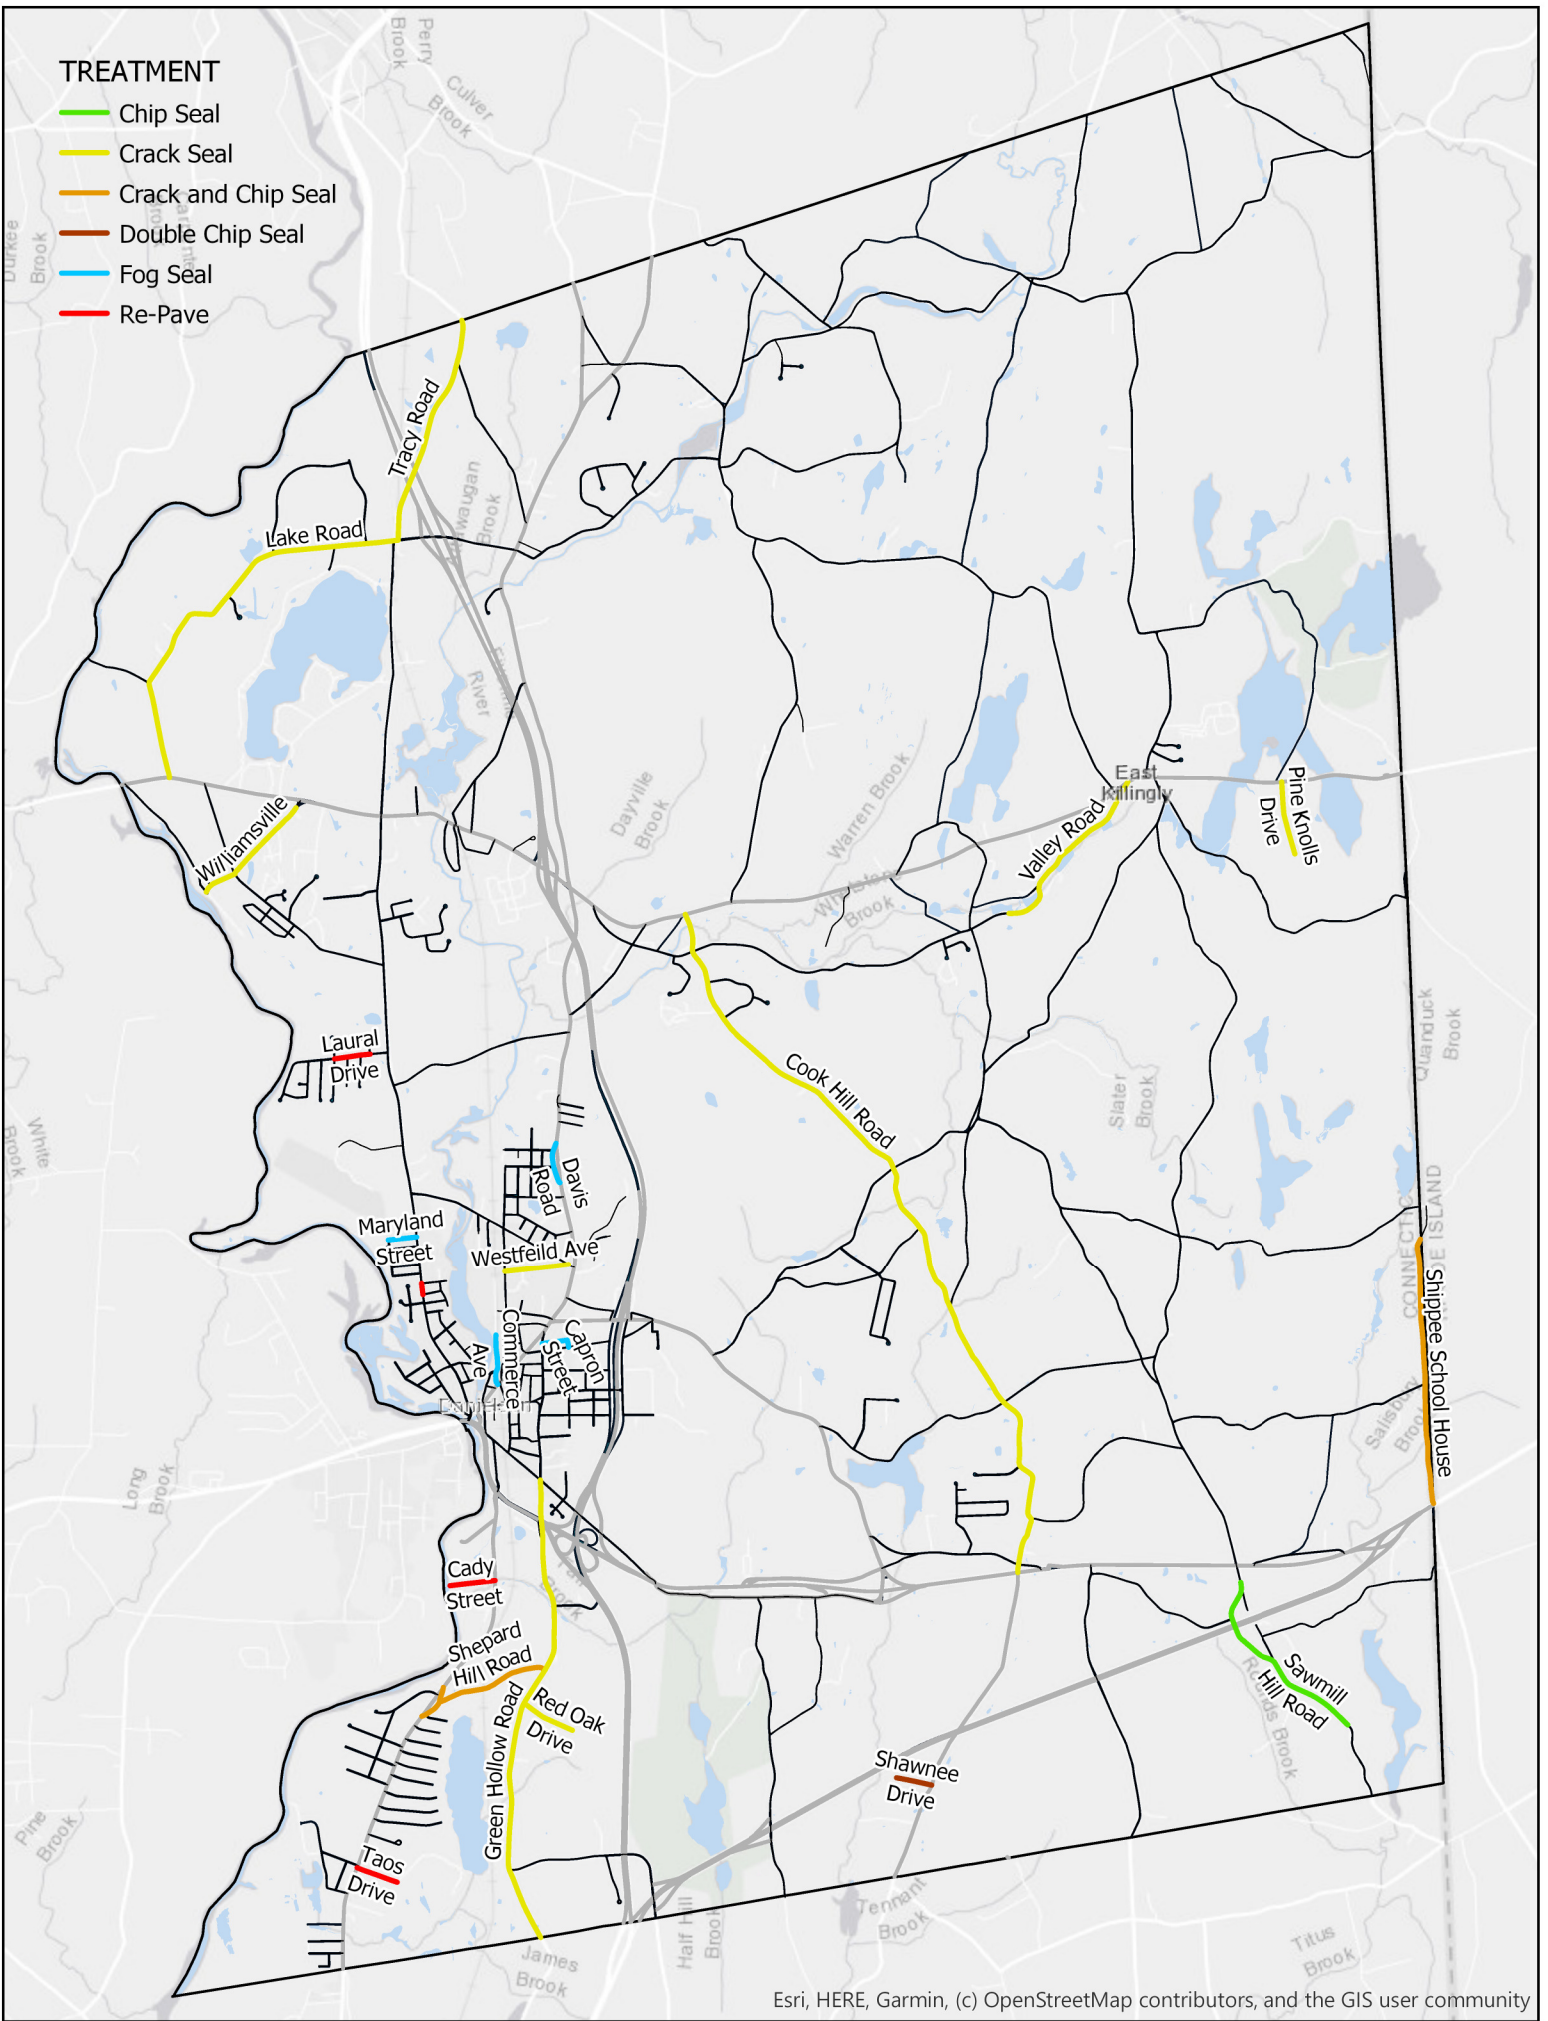 TREATMENT
Chip Seal
Crack Seal
Crack and Chip Seal
Double Chip Seal
Fog Seal
Re-Pave
Perry
Brook
Culver
Brook
Durkee
Brook
Brook
Tracy Road
Brook
Lake Road
River
Williamsville
Dayville
Brook
Warren Brook
Brook
East
Killingly
Valley Road
Pine Knolls
Drive
Laural
Drive
Cook Hill Road
Quanduck
Brook
Slater
Brook
White
Brook
Davis
Road
Maryland
Street
Westfeild Ave
Commerce
Ave
Capron
Street
CONNECTIC
DE ISLAND
Shippee School House
Salisbury
Broo
Long
Brook
Cady
Street
Brook
Shepard
Hill Road
Red Oak
Drive
Green Hollow Road
Sawmill
Hill Road
Brook
Shawnee
Drive
Pine
Brook
Taos
Drive
Half Hill
Brook
Tennant
Brook
James
Brook
Titus
Brook
Esri, HERE, Garmin, (c) OpenStreetMap contributors, and the GIS user community